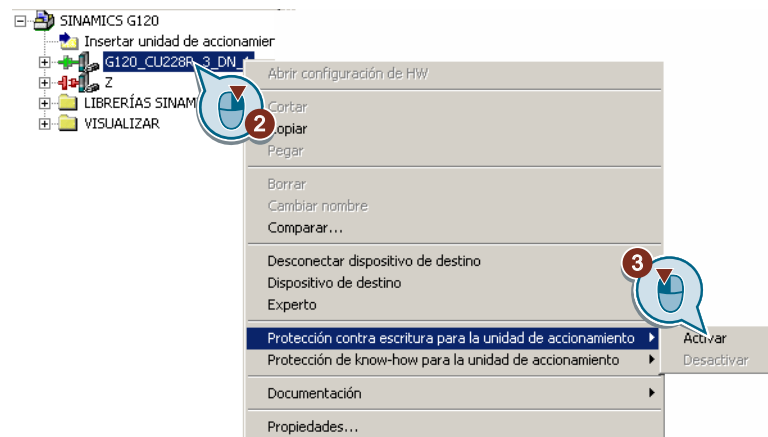 SINAMICS G120
Insertar unidad de accionamier
G120_CU228R_3_DN_
Z
LIBRERÍAS SINAM
VISUALIZAR
2
Abrir configuración de HW
Cortar
Copiar
Pegar
Borrar
Cambiar nombre
Comparar...
Desconectar dispositivo de destino
Dispositivo de destino
Experto
3
Protección contra escritura para la unidad de accionamiento
Activar
Protección de know-how para la unidad de accionamiento
Desactivar
Documentación
Propiedades...